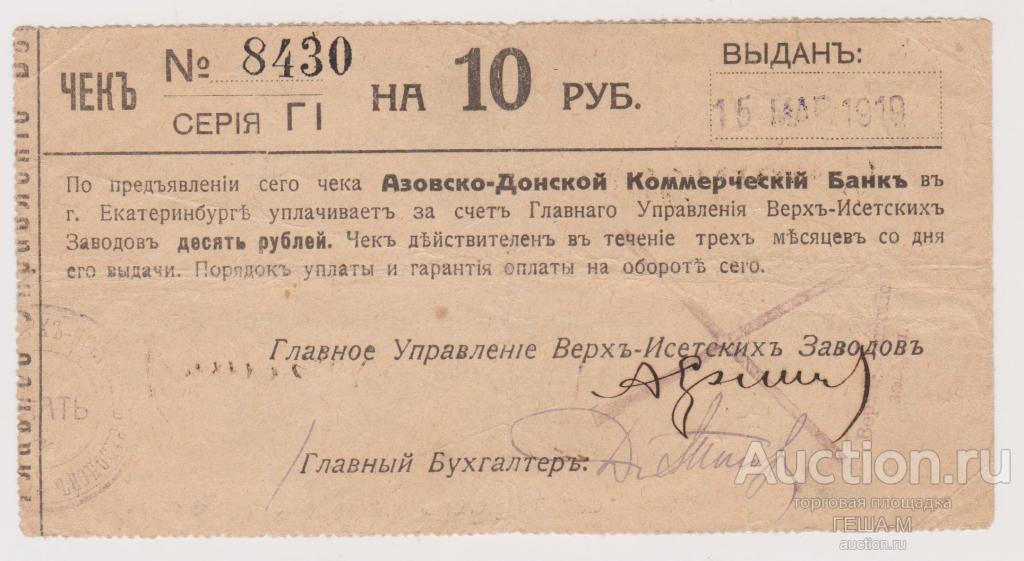 ЧЕКЪ
№ 8430
СЕРІЯ ГІ
НА 10 РУБ.
ВЫДАНЪ:
15 МАР 1919
По предъявленіи сего чека Азовско-Донской Коммерческій Банкъ въ
г. Екатеринбургѣ уплачиваетъ за счетъ Главнаго Управленія Верхъ-Исетскихъ
Заводовъ десять рублей. Чекъ дѣйствителенъ въ теченіе трехъ мѣсяцевъ со дня
его выдачи. Порядокъ уплаты и гарантія оплаты на оборотѣ сего.
Главное Управленіе Верхъ-Исетскихъ Заводовъ
Главный Бухгалтеръ:
Auction.ru
торговая площадка
ГЕША-М
auction.ru